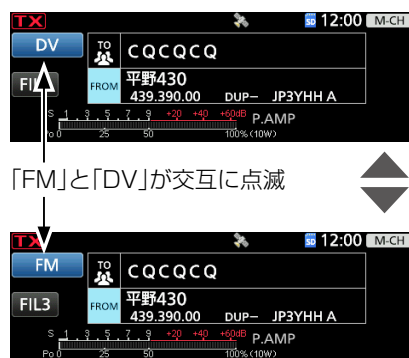 TX 12:00 M-CH
DV TO CQCQCQ
FIL FROM 平野430
439.390.00 DUP– JP3YHH A
S 1 3 5 7 9 +20 +40 +60dB P.AMP
Po 0 25 50 100% (10W)
「FM」と「DV」が交互に点滅
TX 12:00 M-CH
FM TO CQCQCQ
FIL3 FROM 平野430
439.390.00 DUP– JP3YHH A
S 1 3 5 7 9 +20 +40 +60dB P.AMP
Po 0 25 50 100% (10W)